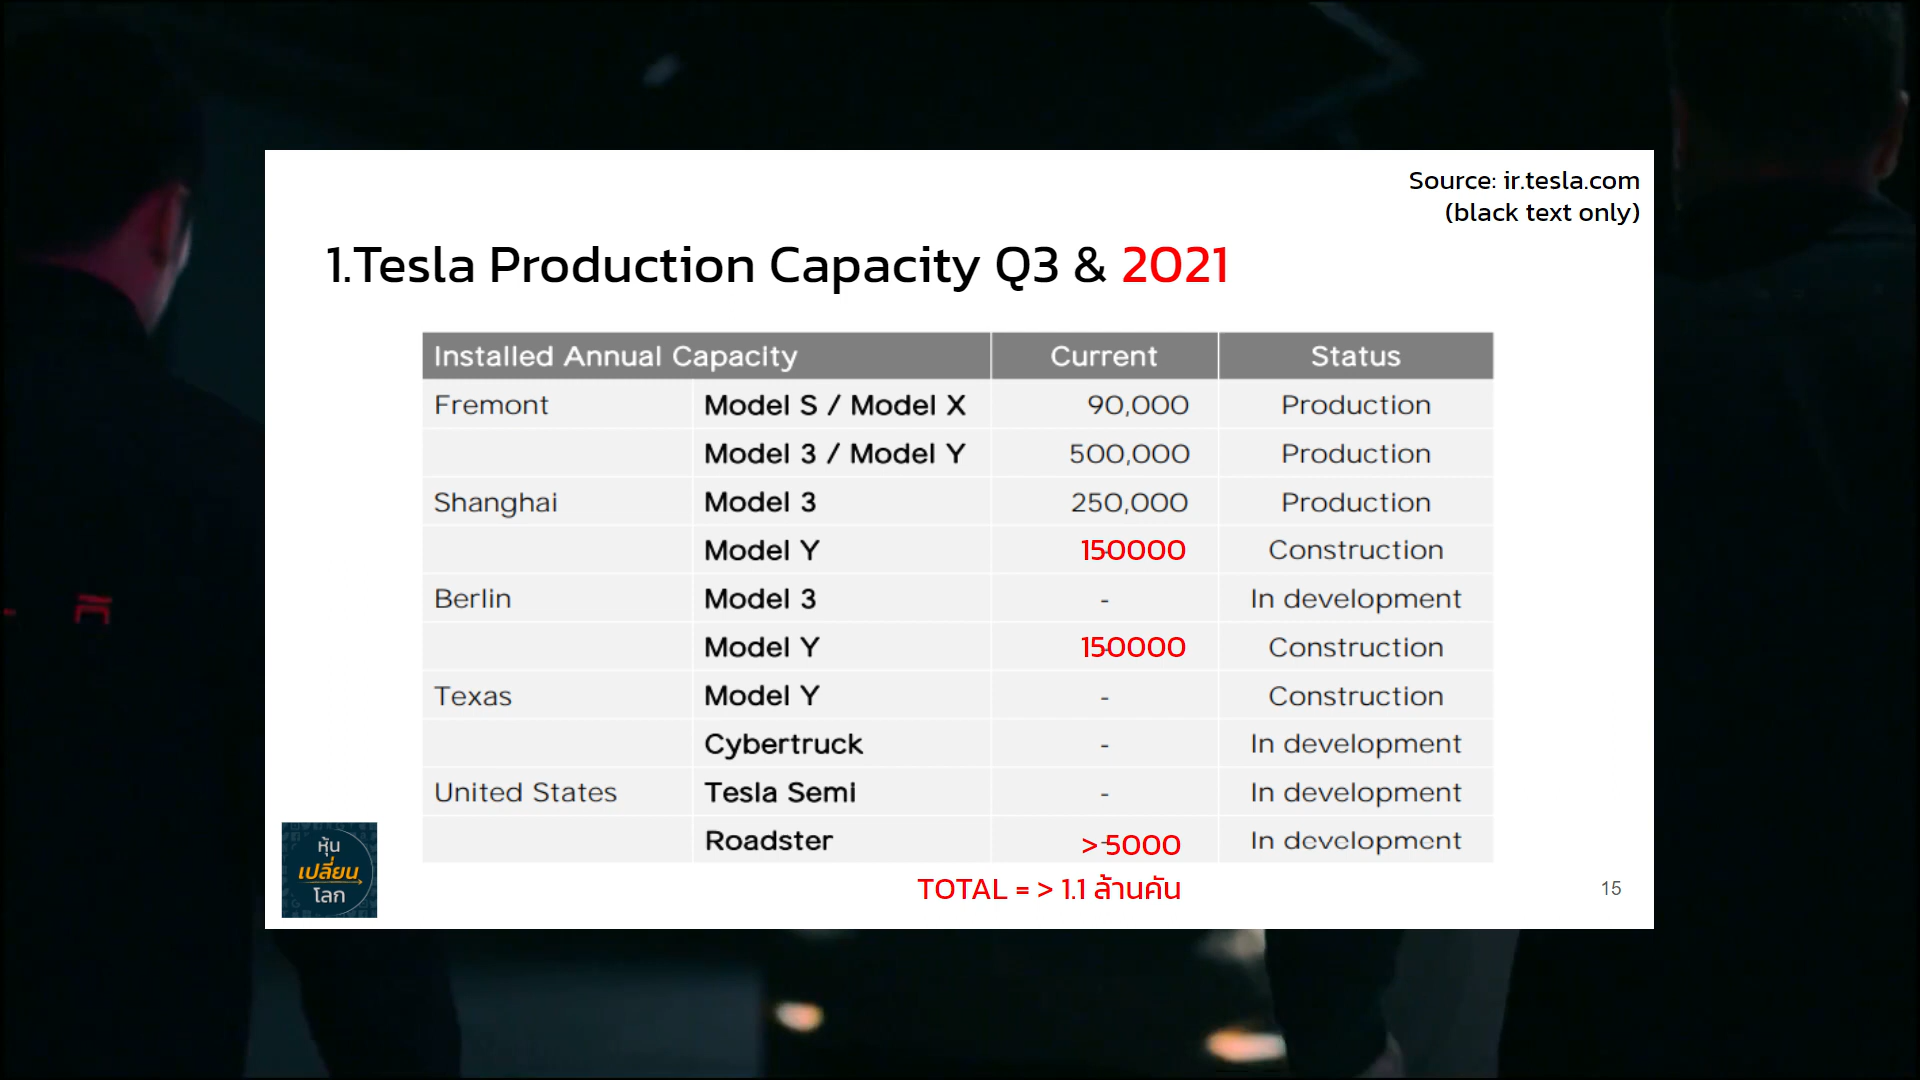 Source: ir.tesla.com
(black text only)
1.Tesla Production Capacity Q3 & 2021
Installed Annual Capacity Current Status
Fremont Model S / Model X 90,000 Production
Model 3 / Model Y 500,000 Production
Shanghai Model 3 250,000 Production
Model Y 150000 Construction
Berlin Model 3 - In development
Model Y 150000 Construction
Texas Model Y - Construction
Cybertruck - In development
United States Tesla Semi - In development
Roadster >5000 In development
TOTAL = > 1.1 ล้านคัน
15
หุ้น
เปลี่ยน
โลก